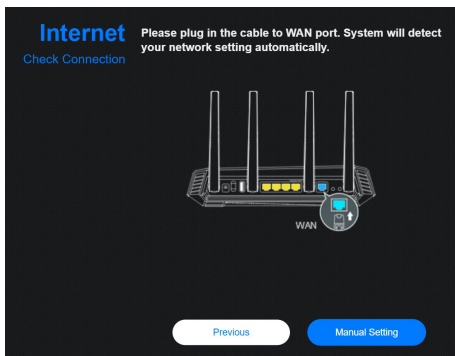 Internet
Check Connection
Please plug in the cable to WAN port. System will detect
your network setting automatically.
WAN
Previous
Manual Setting